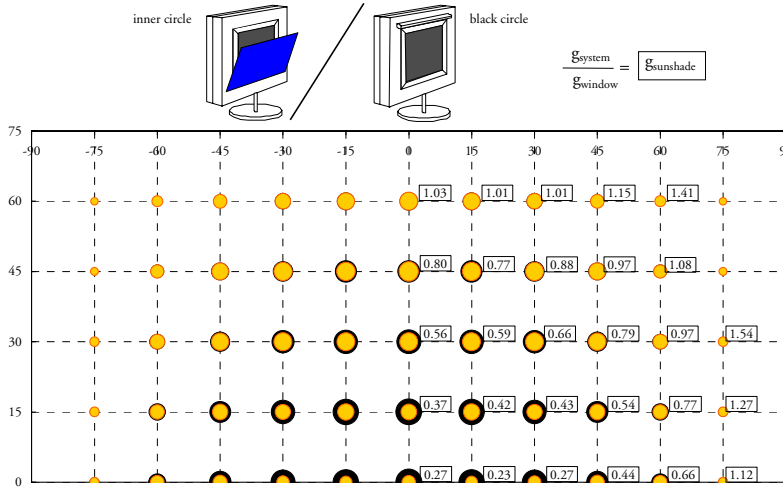 inner circle
black circle
g system
g window
=
g sunshade
75
-90 -75 -60 -45 -30 -15 0 15 30 45 60 75 9
60 1.03 1.01 1.01 1.15 1.41
45 0.80 0.77 0.88 0.97 1.08
30 0.56 0.59 0.66 0.79 0.97 1.54
15 0.37 0.42 0.43 0.54 0.77 1.27
0 0.27 0.23 0.27 0.44 0.66 1.12